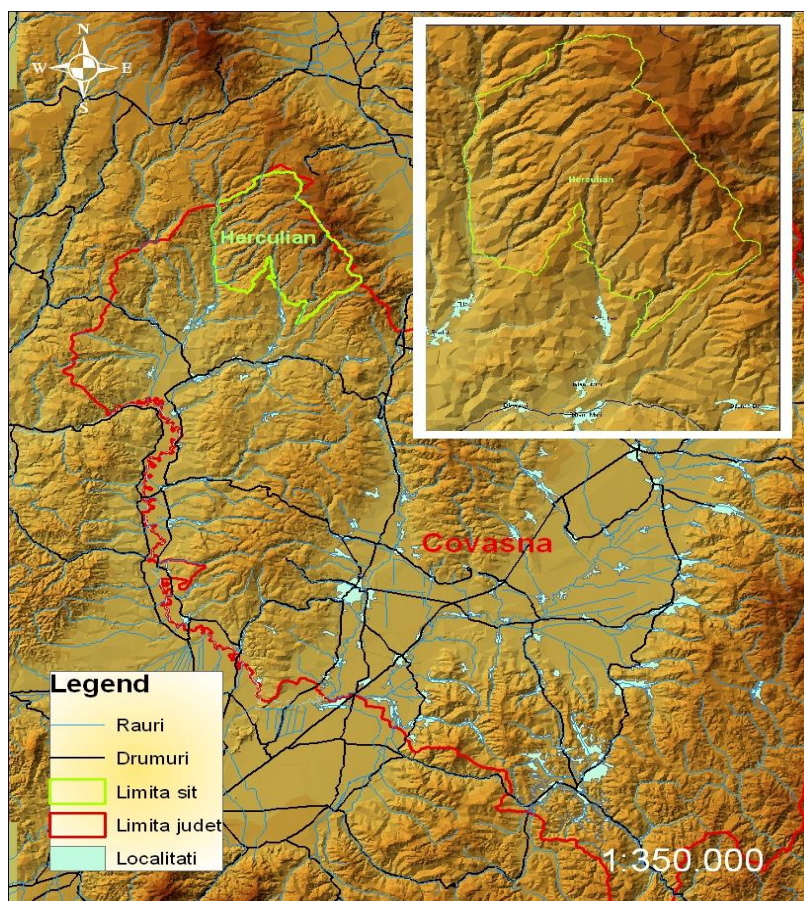 N
W E
S
Herculian
Herculian
Covasna
Legend
Rauri
Drumuri
Limita sit
Limita judet
Localitati
1:350.000